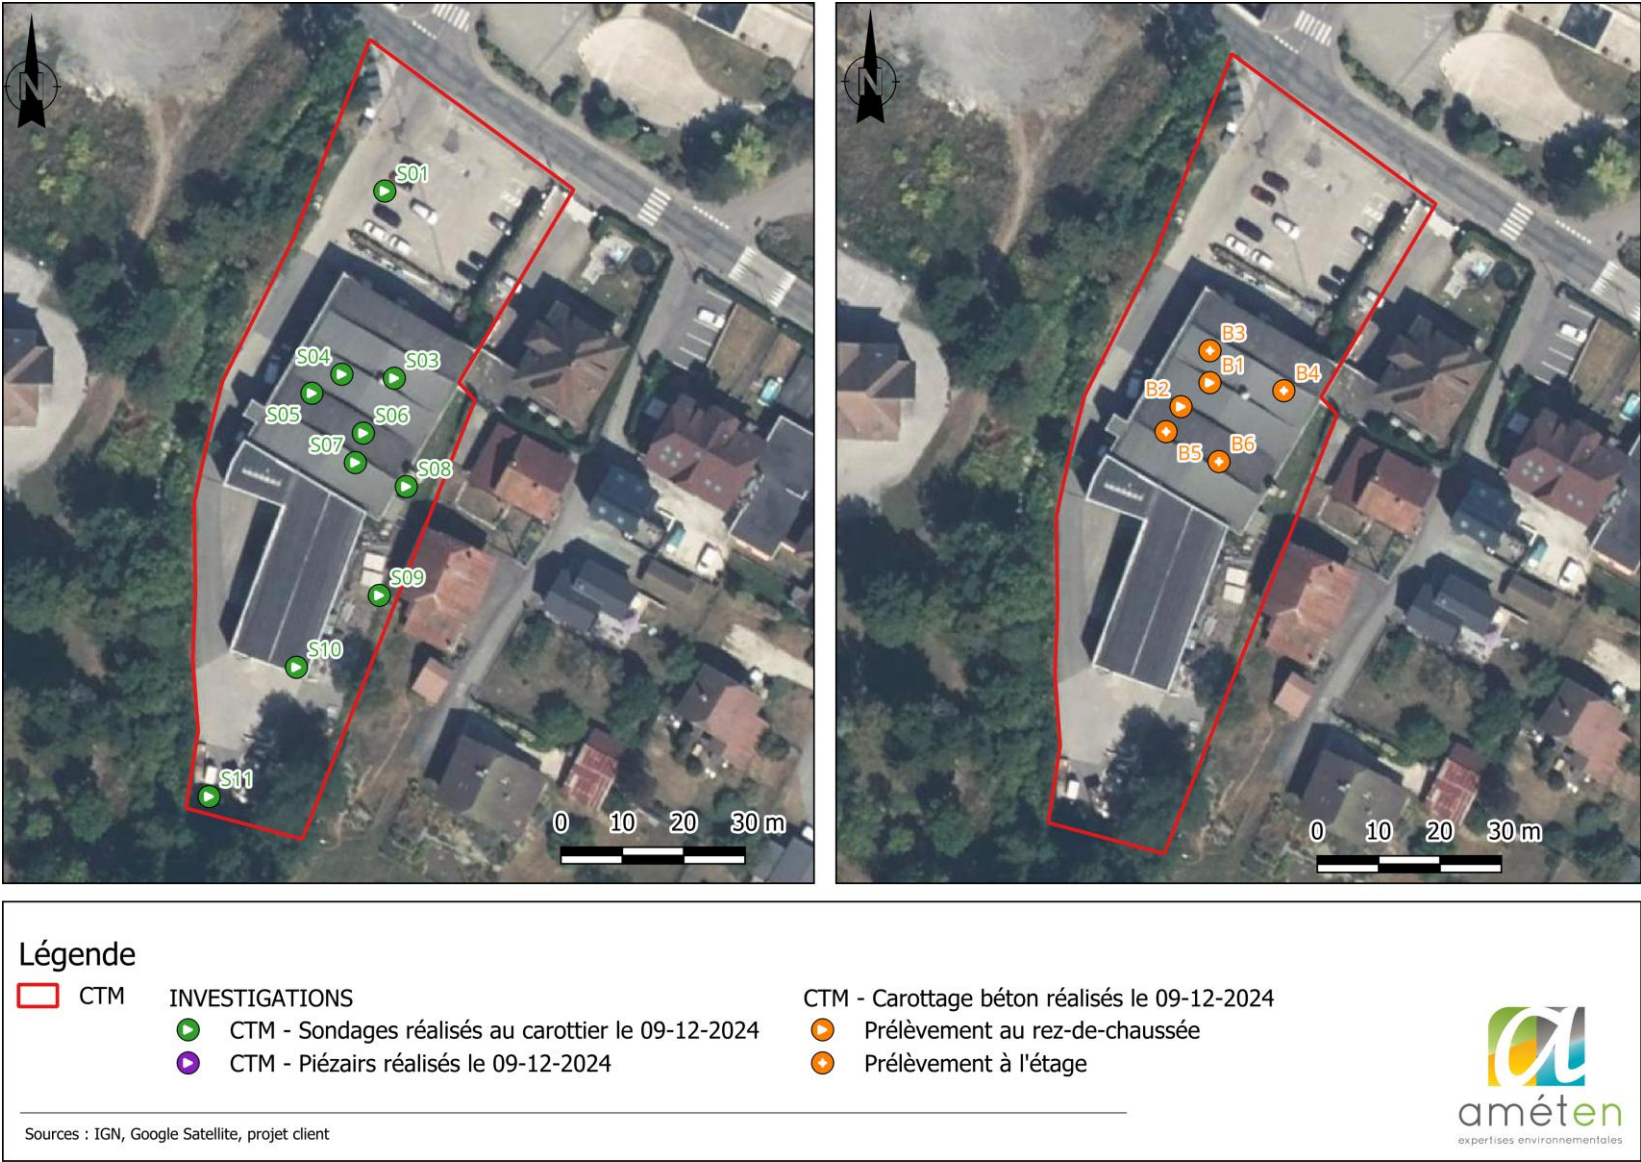 N
S01
S04
S03
S05
S06
S07
S08
S09
S10
S11
0 10 20 30 m
N
B3
B1
B4
B2
B5
B6
0 10 20 30 m
Légende
CTM
INVESTIGATIONS
CTM - Sondages réalisés au carottier le 09-12-2024
CTM - Piézairs réalisés le 09-12-2024
CTM - Carottage béton réalisés le 09-12-2024
Prélèvement au rez-de-chaussée
Prélèvement à l'étage
Sources : IGN, Google Satellite, projet client
améten
expertises environnementales